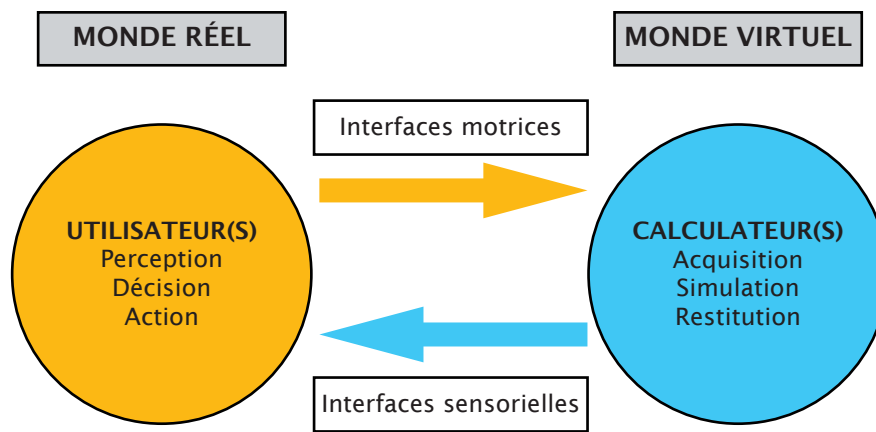 MONDE RÉEL
MONDE VIRTUEL
Interfaces motrices
UTILISATEUR(S)
Perception
Décision
Action
CALCULATEUR(S)
Acquisition
Simulation
Restitution
Interfaces sensorielles